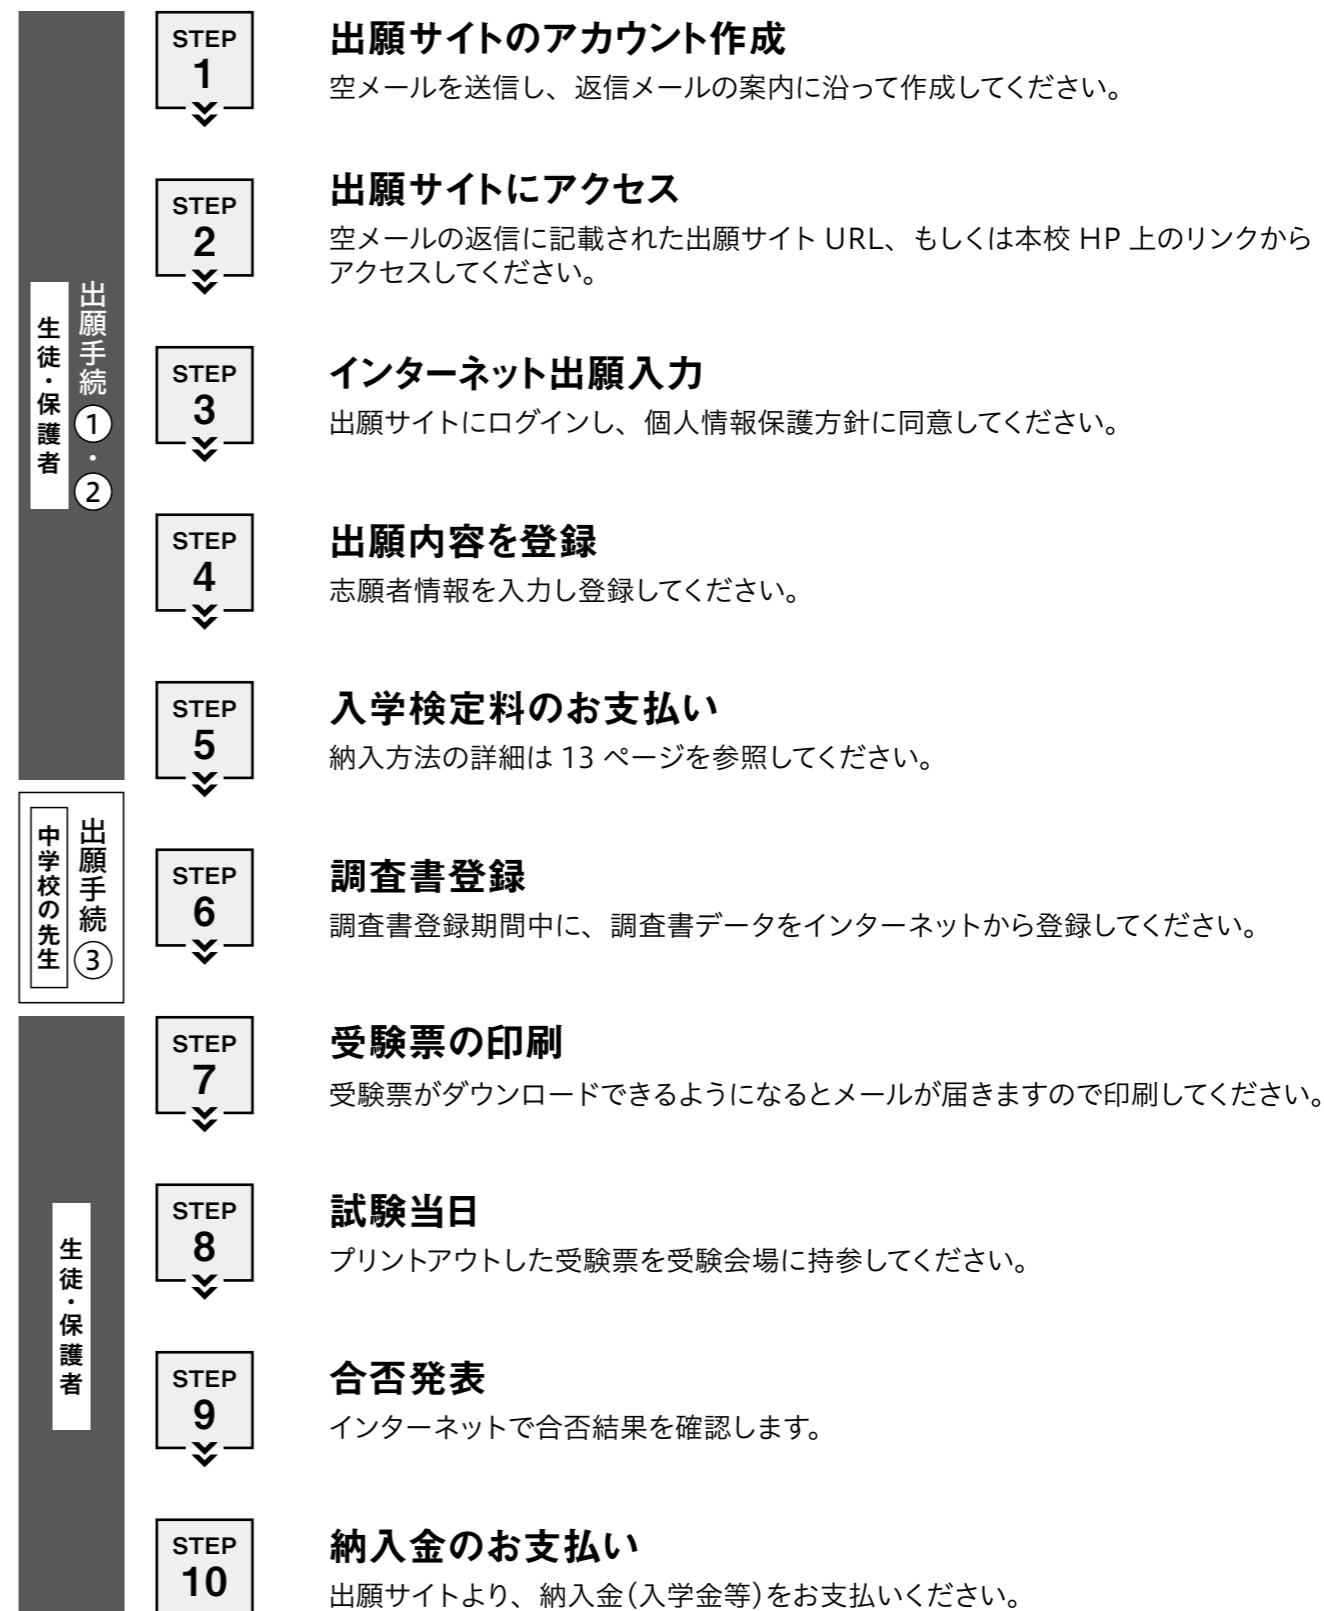 出願手続①・②
生徒・保護者
STEP
1
出願サイトのアカウント作成
空メールを送信し、返信メールの案内に沿って作成してください。
STEP
2
出願サイトにアクセス
空メールの返信に記載された出願サイト URL、もしくは本校 HP 上のリンクから
アクセスしてください。
STEP
3
インターネット出願入力
出願サイトにログインし、個人情報保護方針に同意してください。
STEP
4
出願内容を登録
志願者情報を入力し登録してください。
STEP
5
入学検定料のお支払い
納入方法の詳細は 13 ページを参照してください。
出願手続③
中学校の先生
STEP
6
調査書登録
調査書登録期間中に、調査書データをインターネットから登録してください。
生徒・保護者
STEP
7
受験票の印刷
受験票がダウンロードできるようになるとメールが届きますので印刷してください。
STEP
8
試験当日
プリントアウトした受験票を受験会場に持参してください。
STEP
9
合否発表
インターネットで合否結果を確認します。
STEP
10
納入金のお支払い
出願サイトより、納入金(入学金等)をお支払いください。